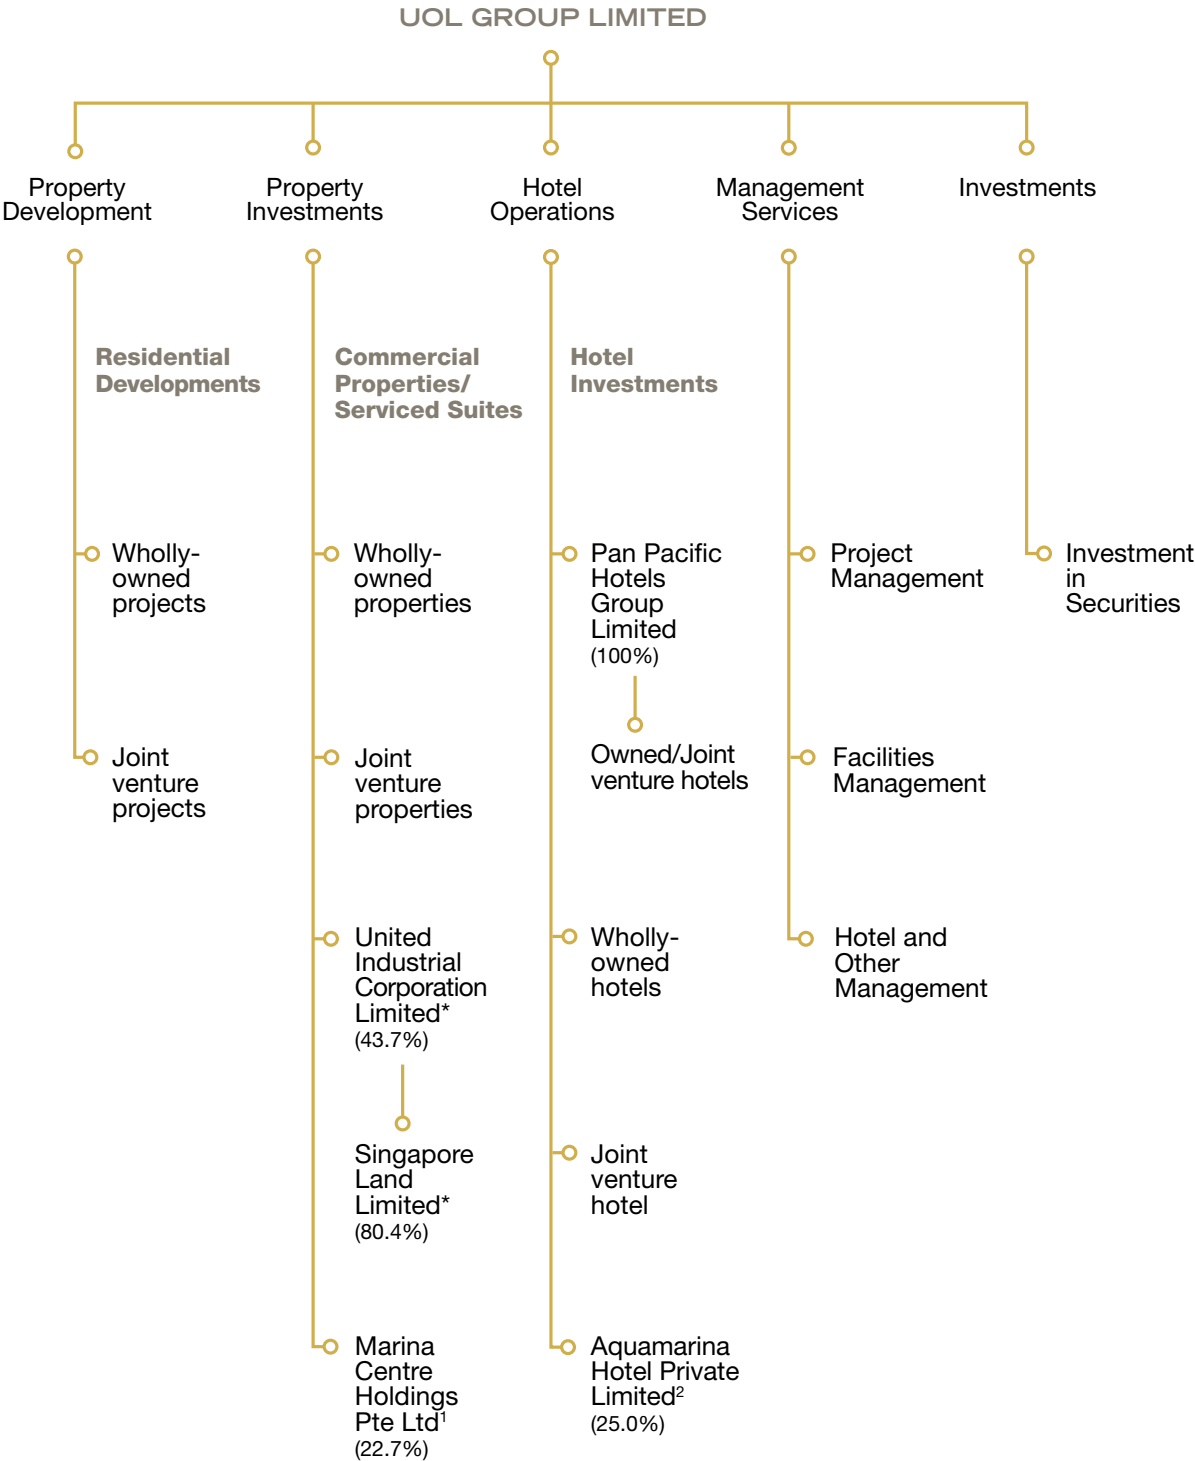 UOL GROUP LIMITED
Property
Development
Property
Investments
Hotel
Operations
Management
Services
Investments
Residential
Developments
Commercial
Properties/
Serviced Suites
Hotel
Investments
Wholly-
owned
projects
Joint
venture
projects
Wholly-
owned
properties
Joint
venture
properties
United
Industrial
Corporation
Limited*
(43.7%)
Singapore
Land
Limited*
(80.4%)
Marina
Centre
Holdings
Pte Ltd¹
(22.7%)
Pan Pacific
Hotels
Group
Limited
(100%)
Owned/Joint
venture hotels
Wholly-
owned
hotels
Joint
venture
hotel
Aquamarina
Hotel Private
Limited²
(25.0%)
Project
Management
Facilities
Management
Hotel and
Other
Management
Investment
in
Securities